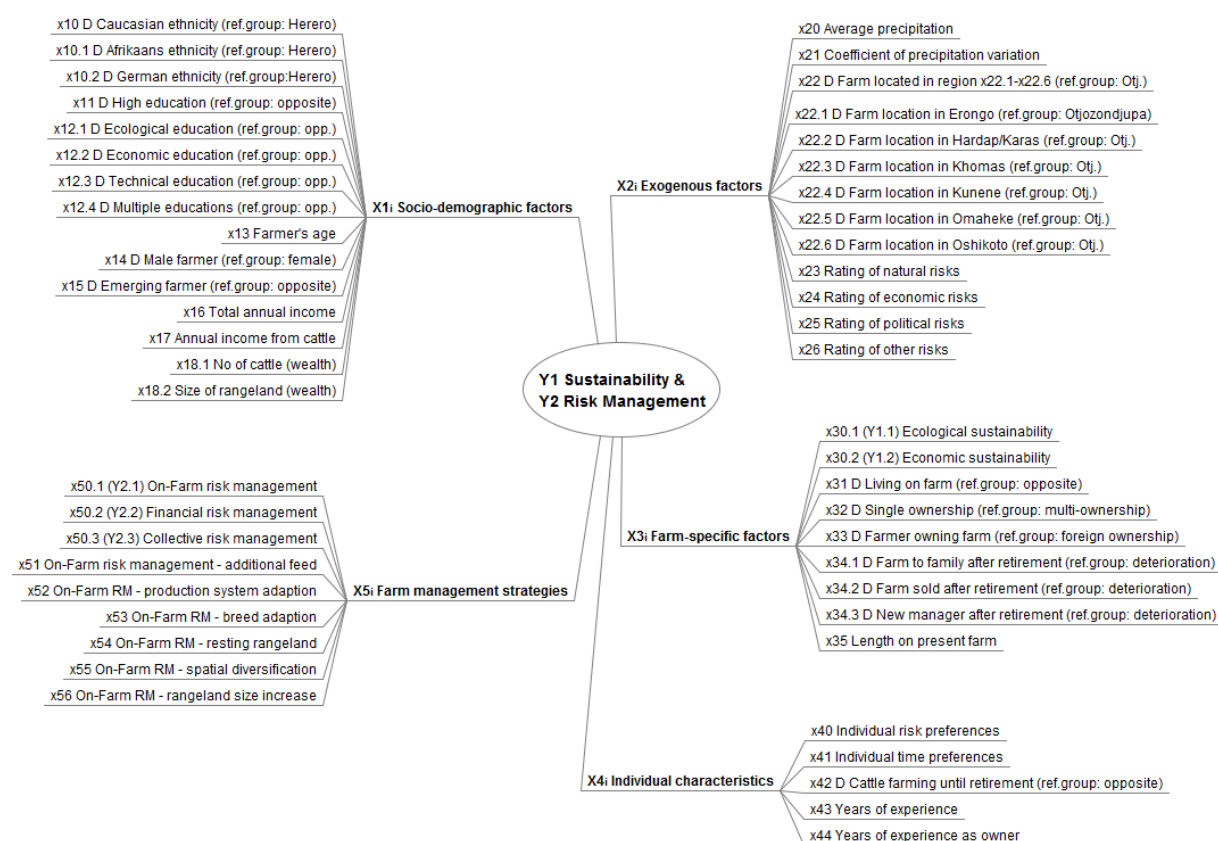 x10 D Caucasian ethnicity (ref.group: Herero)
x10.1 D Afrikaans ethnicity (ref.group: Herero)
x10.2 D German ethnicity (ref.group:Herero)
x11 D High education (ref.group: opposite)
x12.1 D Ecological education (ref.group: opp.)
x12.2 D Economic education (ref.group: opp.)
x12.3 D Technical education (ref.group: opp.)
x12.4 D Multiple educations (ref.group: opp.)
x13 Farmer's age
x14 D Male farmer (ref.group: female)
x15 D Emerging farmer (ref.group: opposite)
x16 Total annual income
x17 Annual income from cattle
x18.1 No of cattle (wealth)
x18.2 Size of rangeland (wealth)
X1i Socio-demographic factors
x20 Average precipitation
x21 Coefficient of precipitation variation
x22 D Farm located in region x22.1-x22.6 (ref.group: Otj.)
x22.1 D Farm location in Erongo (ref.group: Otjozondjupa)
x22.2 D Farm location in Hardap/Karas (ref.group: Otj.)
x22.3 D Farm location in Khomas (ref.group: Otj.)
x22.4 D Farm location in Kunene (ref.group: Otj.)
x22.5 D Farm location in Omaheke (ref.group: Otj.)
x22.6 D Farm location in Oshikoto (ref.group: Otj.)
x23 Rating of natural risks
x24 Rating of economic risks
x25 Rating of political risks
x26 Rating of other risks
X2i Exogenous factors
Y1 Sustainability &
Y2 Risk Management
x30.1 (Y1.1) Ecological sustainability
x30.2 (Y1.2) Economic sustainability
x31 D Living on farm (ref.group: opposite)
x32 D Single ownership (ref.group: multi-ownership)
x33 D Farmer owning farm (ref.group: foreign ownership)
x34.1 D Farm to family after retirement (ref.group: deterioration)
x34.2 D Farm sold after retirement (ref.group: deterioration)
x34.3 D New manager after retirement (ref.group: deterioration)
x35 Length on present farm
X3i Farm-specific factors
x50.1 (Y2.1) On-Farm risk management
x50.2 (Y2.2) Financial risk management
x50.3 (Y2.3) Collective risk management
x51 On-Farm risk management - additional feed
x52 On-Farm RM - production system adaption
x53 On-Farm RM - breed adaption
x54 On-Farm RM - resting rangeland
x55 On-Farm RM - spatial diversification
x56 On-Farm RM - rangeland size increase
X5i Farm management strategies
x40 Individual risk preferences
x41 Individual time preferences
x42 D Cattle farming until retirement (ref.group: opposite)
x43 Years of experience
x44 Years of experience as owner
X4i Individual characteristics